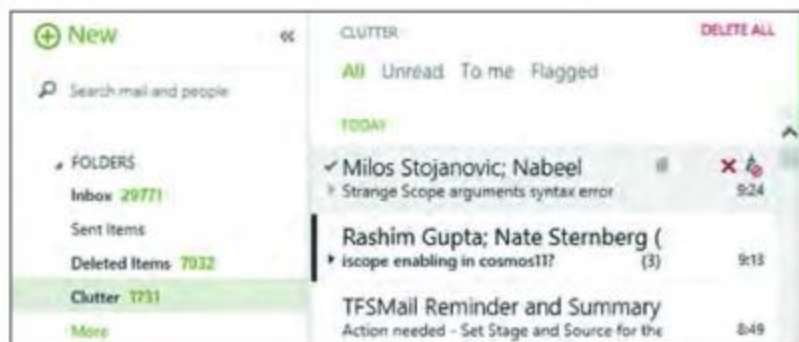 New
Search mail and people
FOLDERS
Inbox 29771
Sent Items
Deleted Items 7032
Clutter 1731
More
CLUTTER
DELETE ALL
All Unread To me Flagged
TODAY
Milos Stojanovic; Nabeel
Strange Scope arguments syntax error 9:24
Rashim Gupta; Nate Sternberg (
iscope enabling in cosmos11? (3) 9:13
TFSMail Reminder and Summary
Action needed - Set Stage and Source for the 8:49